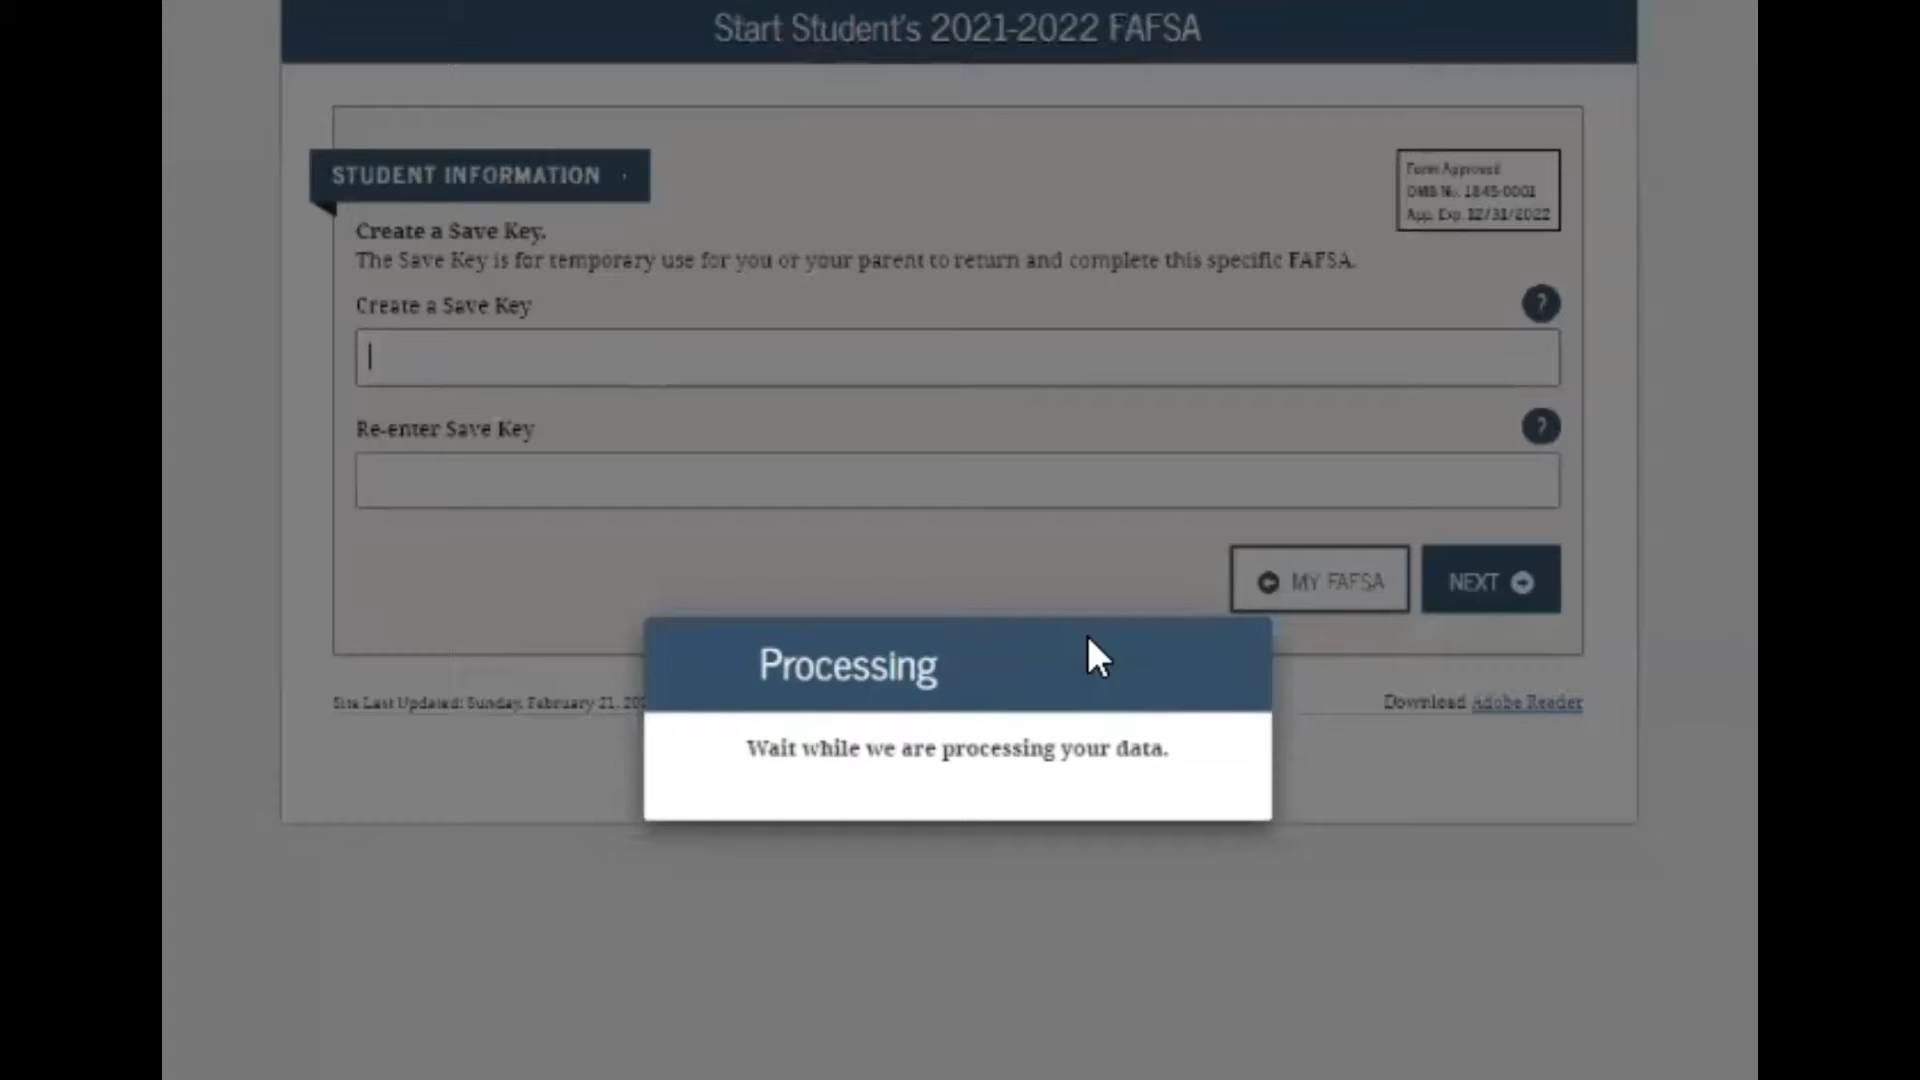 Start Student's 2021-2022 FAFSA
STUDENT INFORMATION
Form Approved
OMB No. 1845-0001
App. Exp. 12/31/2022
Create a Save Key.
The Save Key is for temporary use for you or your parent to return and complete this specific FAFSA.
Create a Save Key
?
Re-enter Save Key
?
MY FAFSA
NEXT
Processing
Site Last Updated: Sunday, February 21,
Download Adobe Reader
Wait while we are processing your data.